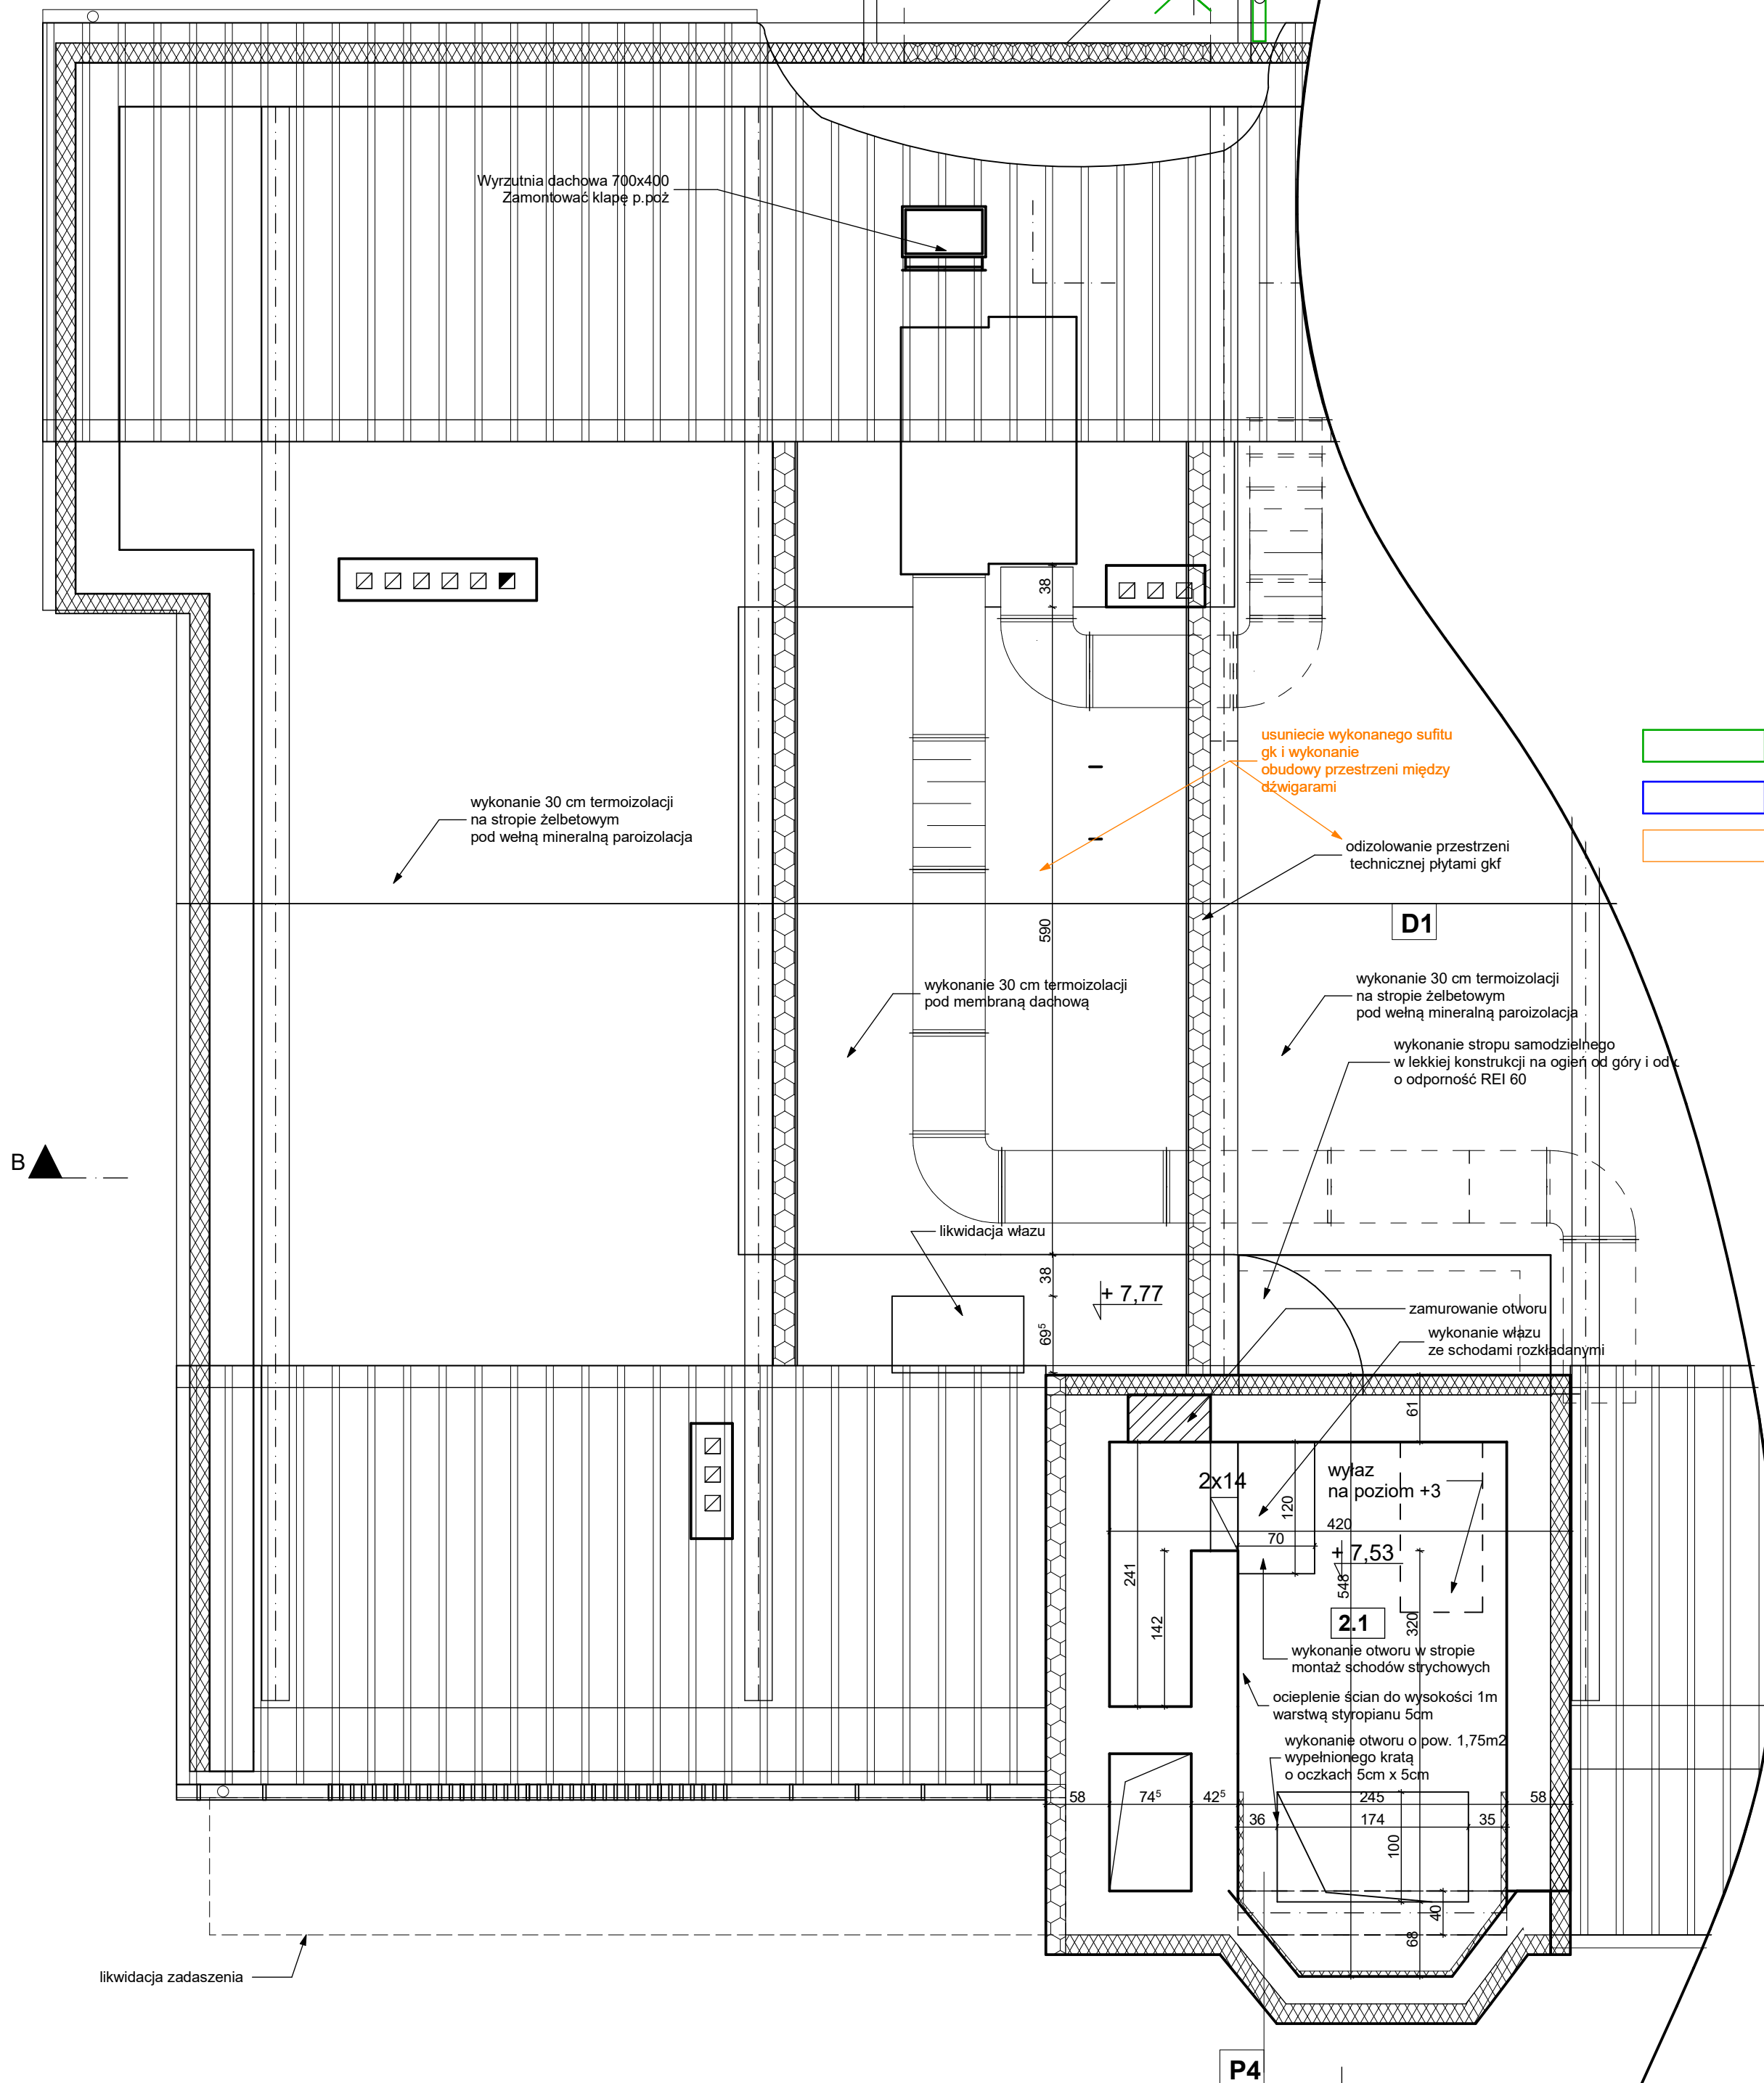 Wyrzutnia dachowa 700x400
Zamontować klapę p.poż
38
usuniecie wykonanego sufitu
gk i wykonanie
obudowy przestrzeni między
dźwigarami
wykonanie 30 cm termoizolacji
na stropie żelbetowym
pod wełną mineralną paroizolacja
odizolowanie przestrzeni
technicznej płytami gkf
590
D1
wykonanie 30 cm termoizolacji
pod membraną dachową
wykonanie 30 cm termoizolacji
na stropie żelbetowym
pod wełną mineralną paroizolacja
wykonanie stropu samodzielnego
w lekkiej konstrukcji na ogień od góry i od
o odporność REI 60
B
likwidacja włazu
38
+ 7,77
69⁵
zamurowanie otworu
wykonanie włazu
ze schodami rozkładanymi
61
2x14
wyłaz
na poziom +3
120
420
70
+ 7,53
241
548
142
2.1
320
wykonanie otworu w stropie
montaż schodów strychowych
ocieplenie ścian do wysokości 1m
warstwą styropianu 5cm
wykonanie otworu o pow. 1,75m2
wypełnionego kratą
o oczkach 5cm x 5cm
58
74⁵
42⁵
245
58
36
174
35
100
40
68
likwidacja zadaszenia
P4